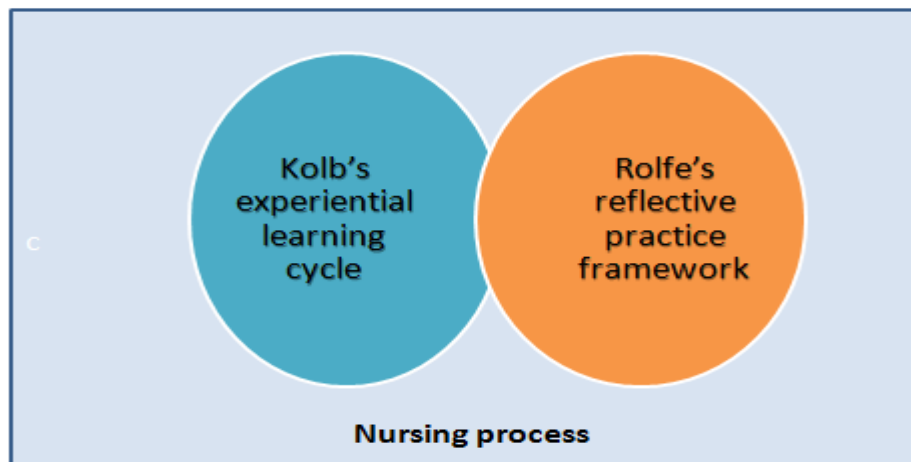 Kolb's
experiential
learning
cycle
Rolfe's
reflective
practice
framework
c
Nursing process